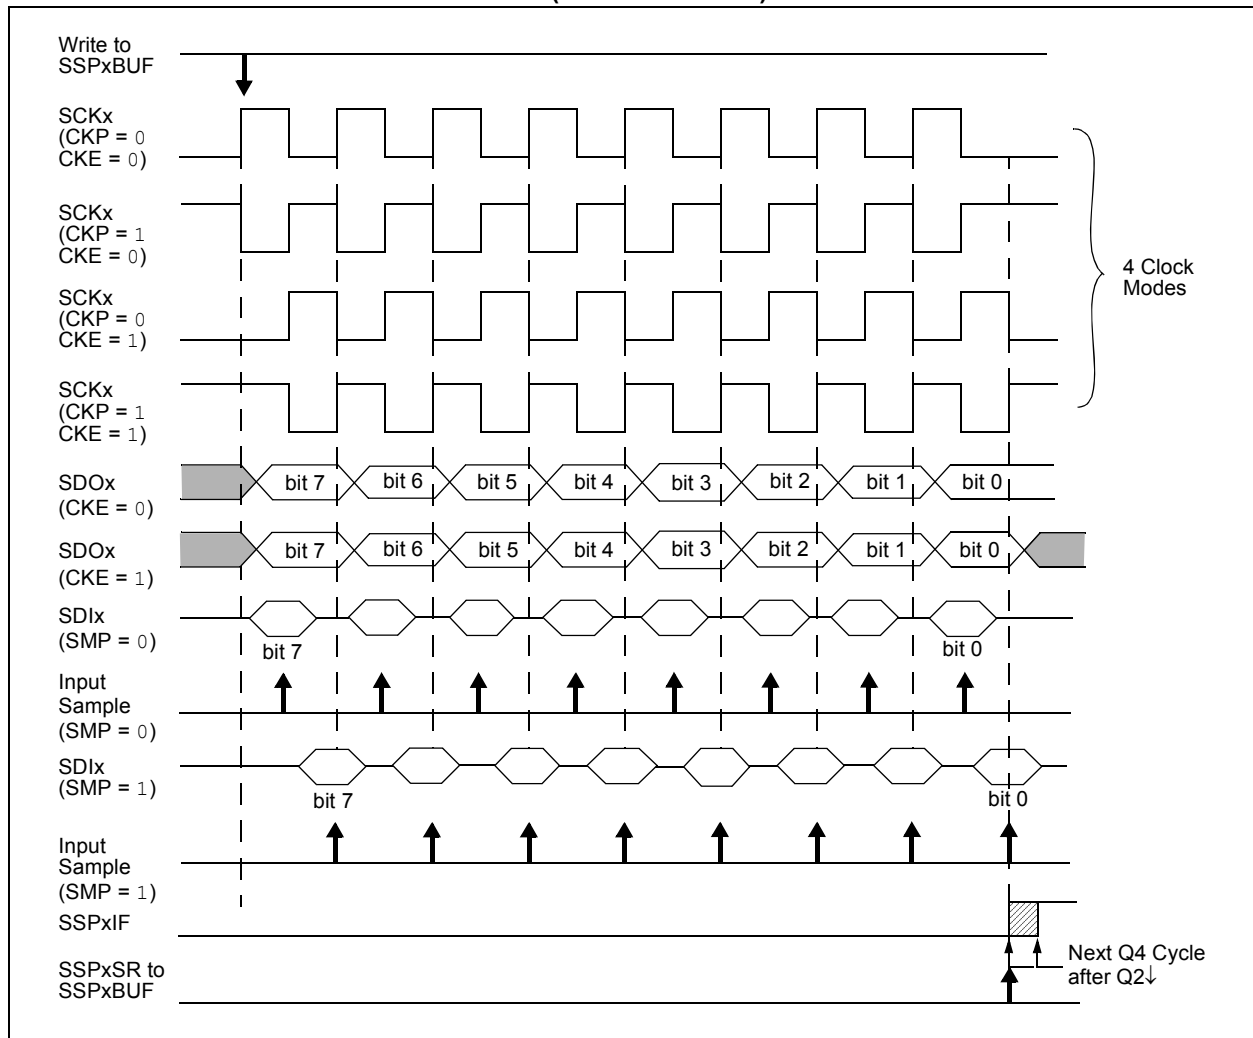 Write to
SSPxBUF
SCKx
(CKP = 0
CKE = 0)
SCKx
(CKP = 1
CKE = 0)
SCKx
(CKP = 0
CKE = 1)
SCKx
(CKP = 1
CKE = 1)
4 Clock
Modes
SDOx
(CKE = 0)
bit 7 bit 6 bit 5 bit 4 bit 3 bit 2 bit 1 bit 0
SDOx
(CKE = 1)
bit 7 bit 6 bit 5 bit 4 bit 3 bit 2 bit 1 bit 0
SDIx
(SMP = 0)
bit 7 bit 0
Input
Sample
(SMP = 0)
SDIx
(SMP = 1)
bit 7 bit 0
Input
Sample
(SMP = 1)
SSPxIF
SSPxSR to
SSPxBUF
Next Q4 Cycle
after Q2↓